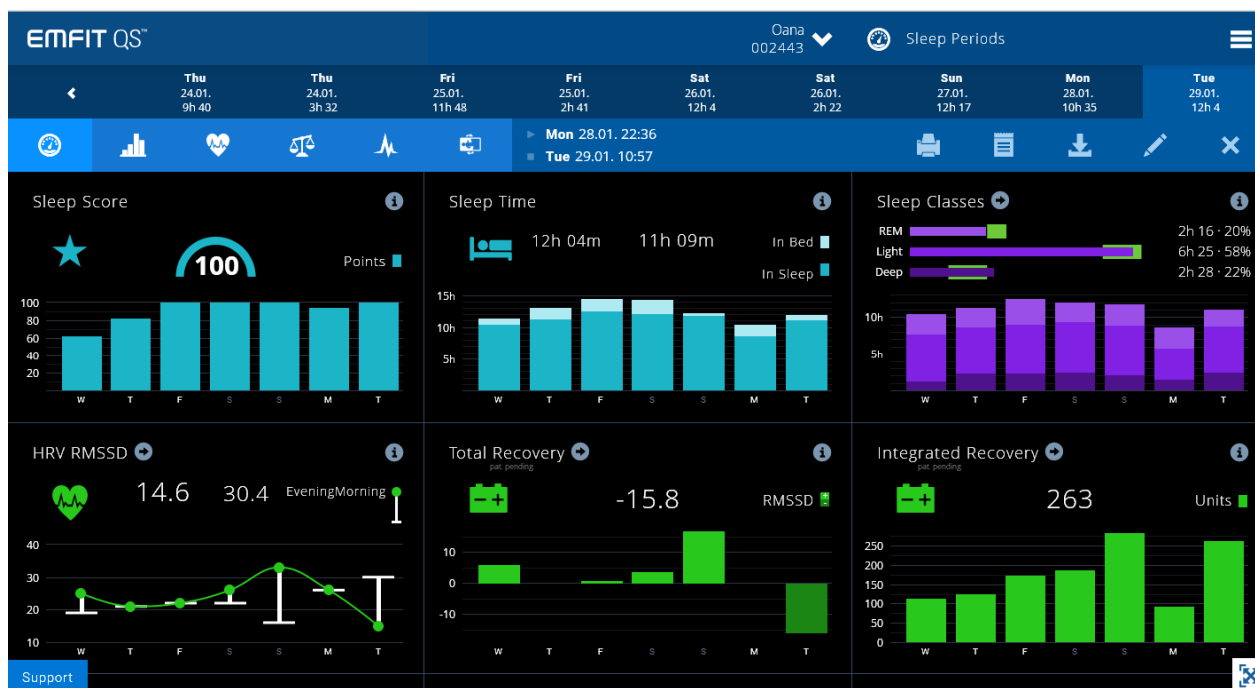 EMFIT QS™
Oana
002443
Sleep Periods
Thu
24.01.
9h 40
Thu
24.01.
3h 32
Fri
25.01.
11h 48
Fri
25.01.
2h 41
Sat
26.01.
12h 4
Sat
26.01.
2h 22
Sun
27.01.
12h 17
Mon
28.01.
10h 35
Tue
29.01.
12h 4
Mon 28.01. 22:36
Tue 29.01. 10:57
Sleep Score
100
Points
100
80
60
40
20
W T F S S M T
Sleep Time
12h 04m 11h 09m In Bed
In Sleep
15h
10h
5h
W T F S S M T
Sleep Classes
REM 2h 16 · 20%
Light 6h 25 · 58%
Deep 2h 28 · 22%
10h
5h
W T F S S M T
HRV RMSSD
14.6 30.4 EveningMorning
40
30
20
10
W T F S S M T
Total Recovery
pat. pending
-15.8 RMSSD
10
0
-10
W T F S S M T
Integrated Recovery
pat. pending
263 Units
250
200
150
100
50
0
W T F S S M T
Support